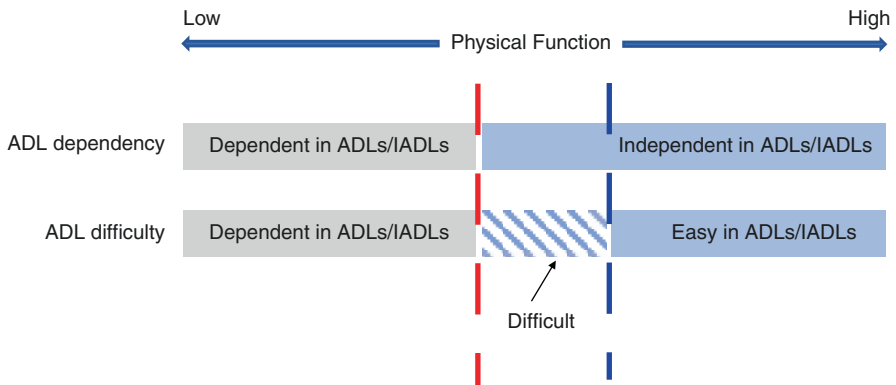 Low High
Physical Function
ADL dependency Dependent in ADLs/IADLs Independent in ADLs/IADLs
ADL difficulty Dependent in ADLs/IADLs Easy in ADLs/IADLs
Difficult